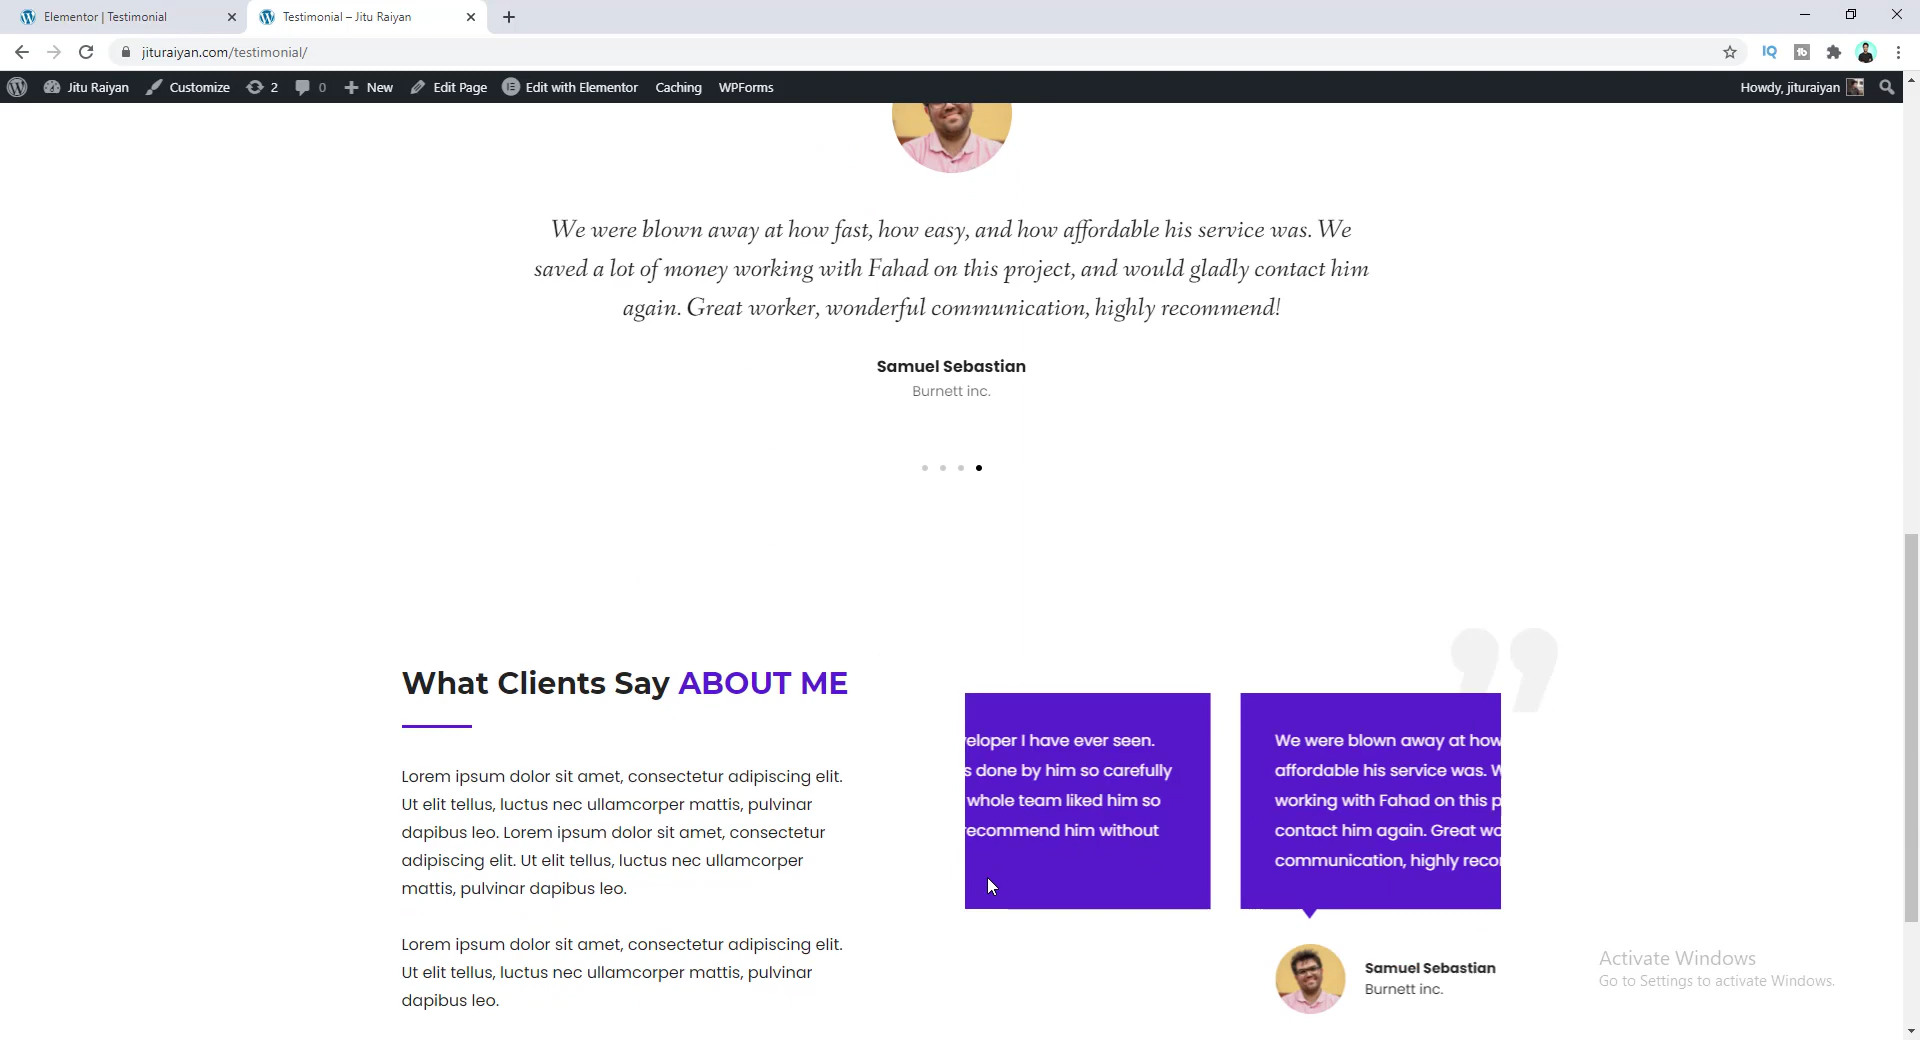 Elementor | Testimonial
Testimonial – Jitu Raiyan
jituraiyan.com/testimonial/
IQ
Jitu Raiyan
Customize
2
0
New
Edit Page
Edit with Elementor
Caching
WPForms
Howdy, jituraiyan
We were blown away at how fast, how easy, and how affordable his service was. We
saved a lot of money working with Fahad on this project, and would gladly contact him
again. Great worker, wonderful communication, highly recommend!
Samuel Sebastian
Burnett inc.
What Clients Say ABOUT ME
Lorem ipsum dolor sit amet, consectetur adipiscing elit.
Ut elit tellus, luctus nec ullamcorper mattis, pulvinar
dapibus leo. Lorem ipsum dolor sit amet, consectetur
adipiscing elit. Ut elit tellus, luctus nec ullamcorper
mattis, pulvinar dapibus leo.
Lorem ipsum dolor sit amet, consectetur adipiscing elit.
Ut elit tellus, luctus nec ullamcorper mattis, pulvinar
dapibus leo.
eloper I have ever seen.
s done by him so carefully
whole team liked him so
ecommend him without
We were blown away at how
affordable his service was. W
working with Fahad on this p
contact him again. Great wo
communication, highly reco
Samuel Sebastian
Burnett inc.
Activate Windows
Go to Settings to activate Windows.